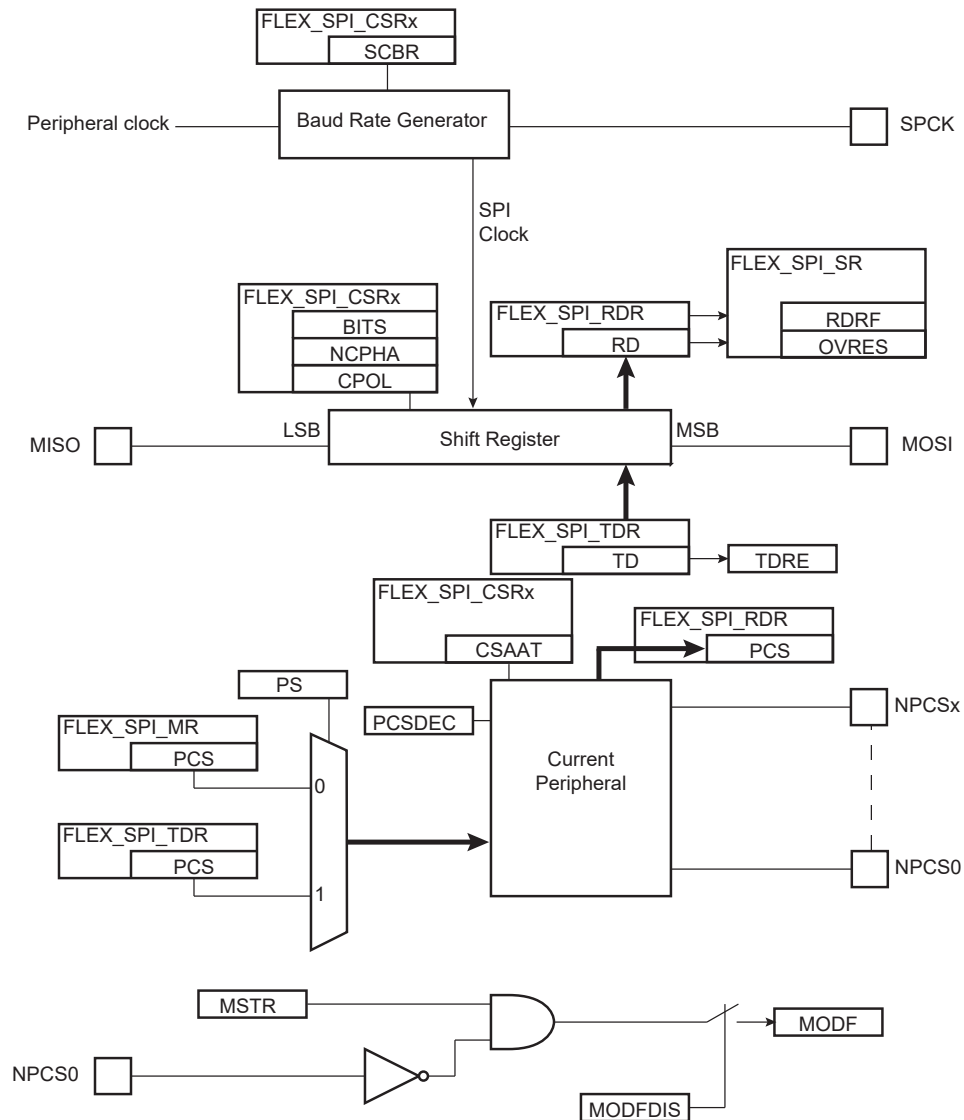 FLEX_SPI_CSRx
SCBR
Peripheral clock
Baud Rate Generator
SPCK
SPI
Clock
FLEX_SPI_CSRx
BITS
NCPHA
CPOL
FLEX_SPI_RDR
RD
FLEX_SPI_SR
RDRF
OVRES
MISO
LSB
Shift Register
MSB
MOSI
FLEX_SPI_TDR
TD
TDRE
FLEX_SPI_CSRx
CSAAT
FLEX_SPI_RDR
PCS
PS
PCSDEC
Current
Peripheral
NPCSx
FLEX_SPI_MR
PCS
0
FLEX_SPI_TDR
PCS
1
NPCS0
MSTR
MODF
NPCS0
MODFDIS